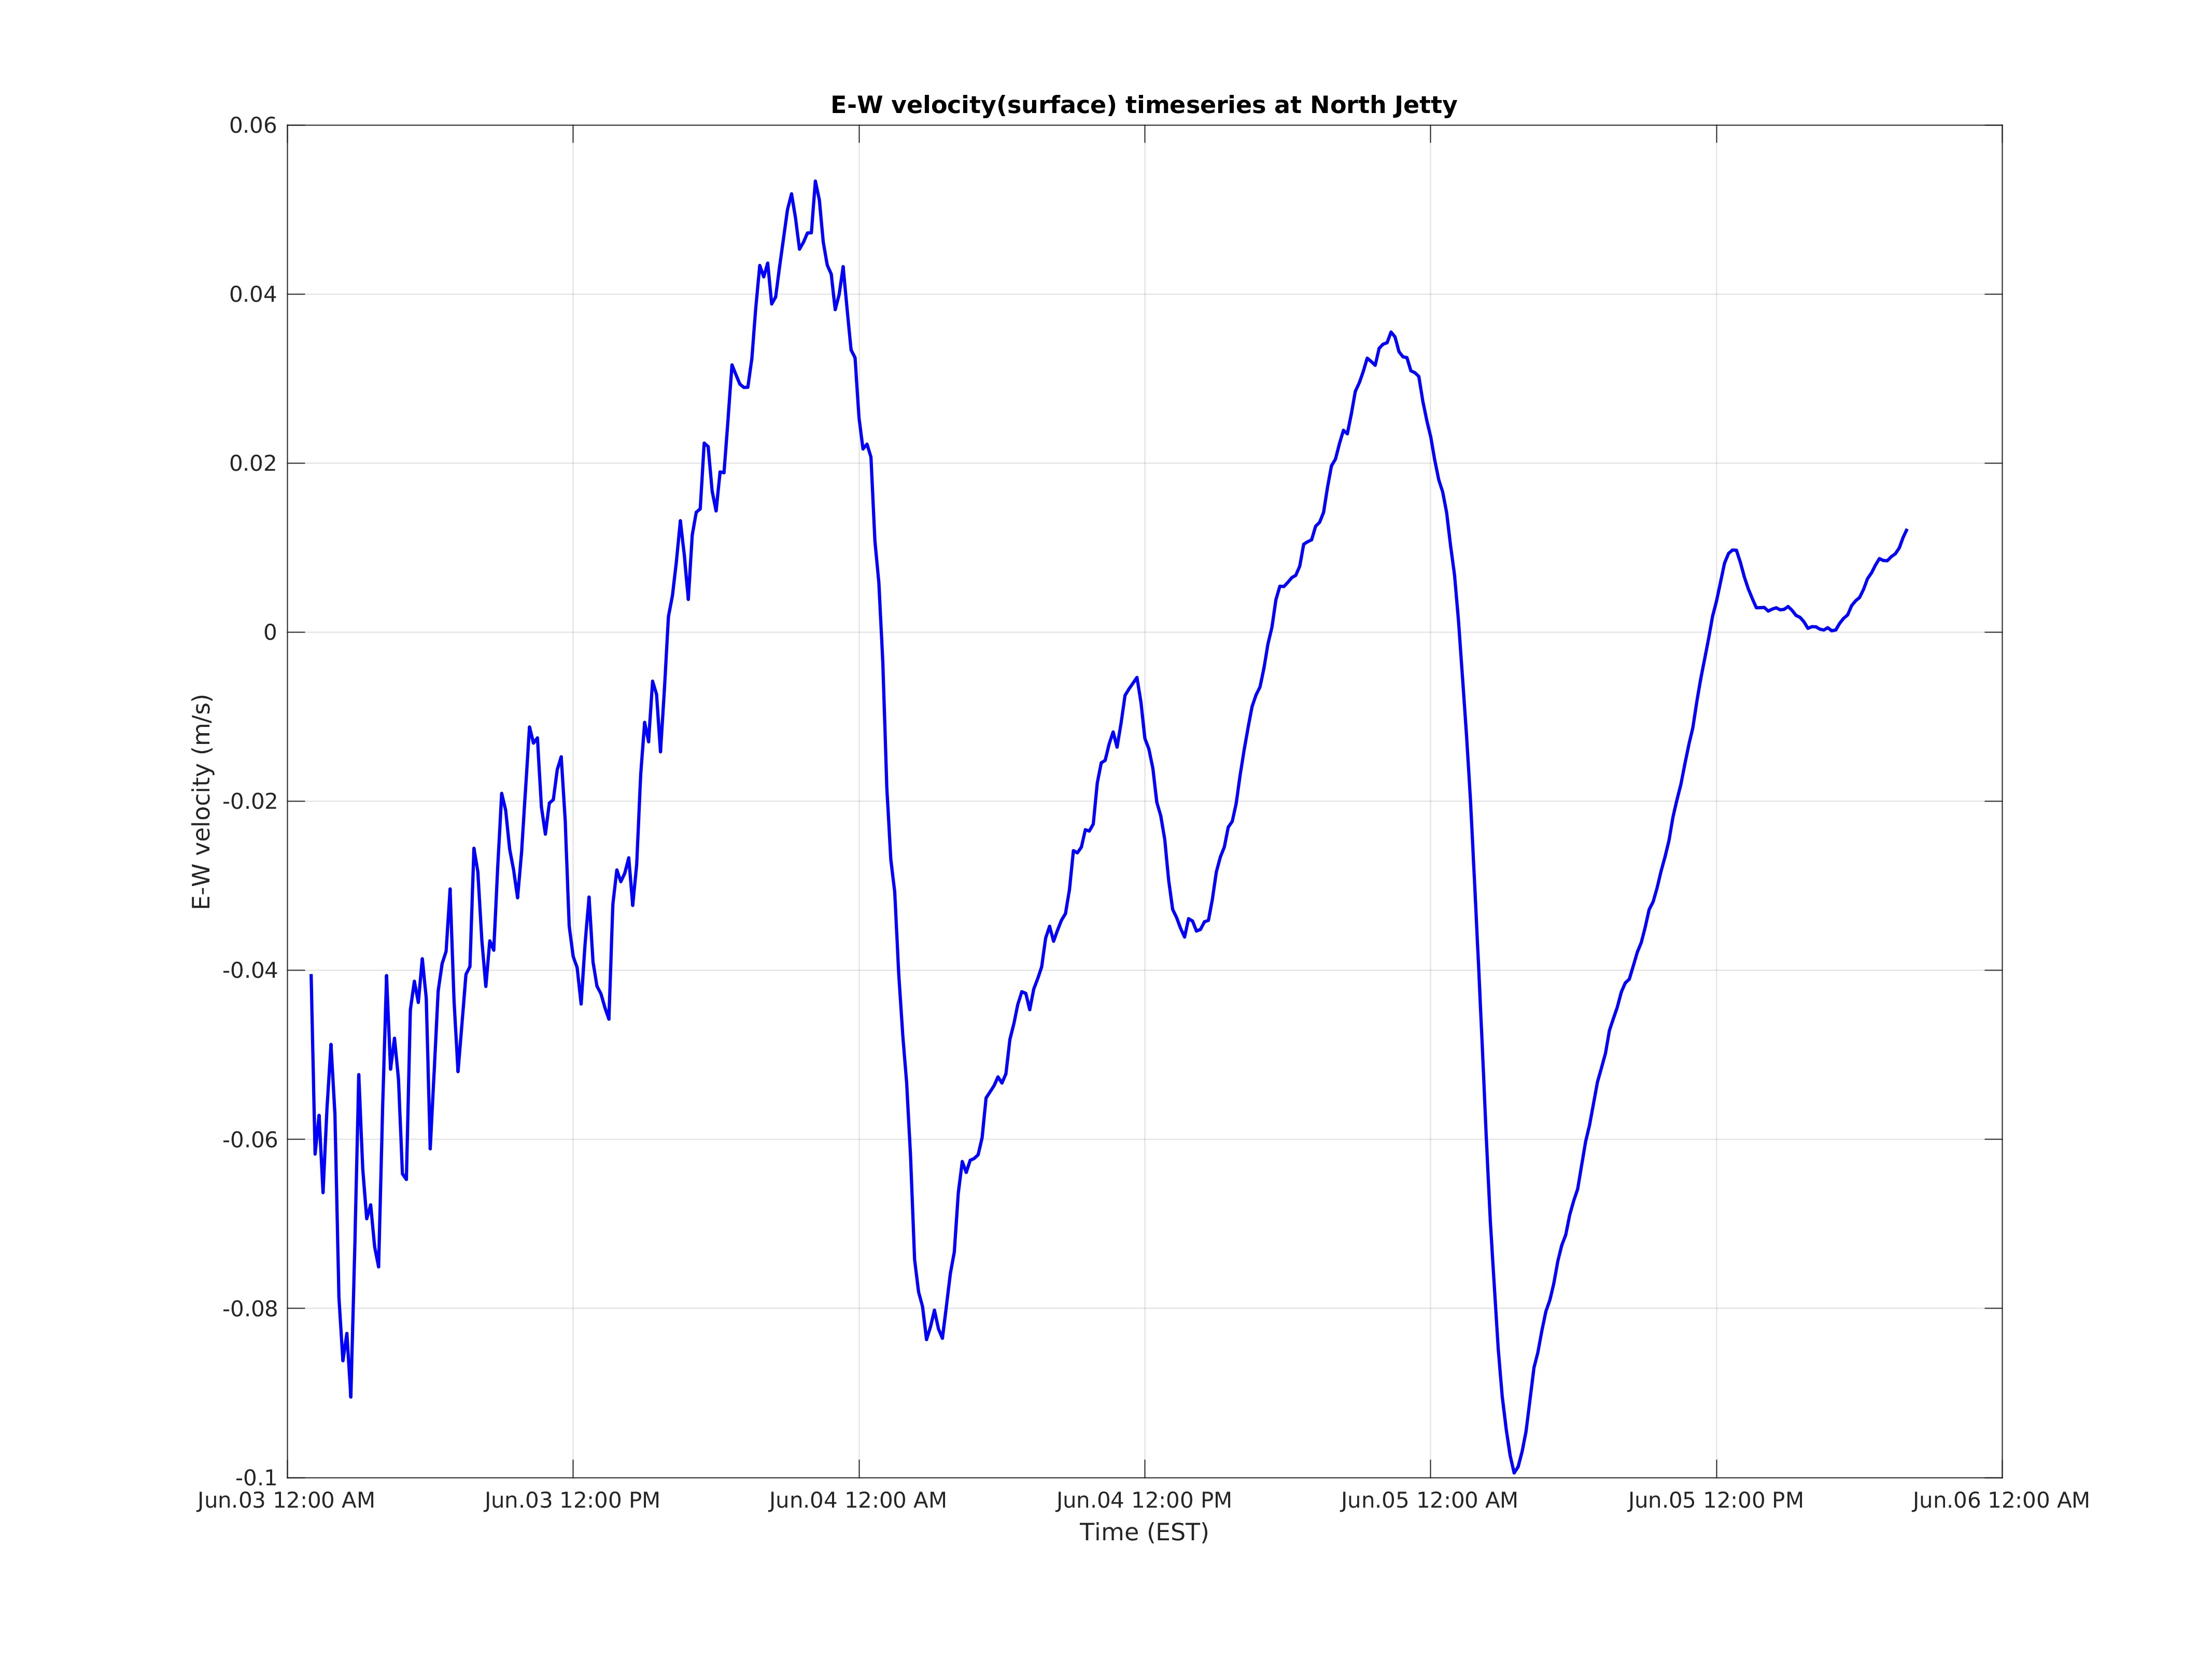 E-W velocity(surface) timeseries at North Jetty
0.06
0.04
0.02
0
-0.02
-0.04
-0.06
-0.08
-0.1
E-W velocity (m/s)
Jun.03 12:00 AM
Jun.03 12:00 PM
Jun.04 12:00 AM
Jun.04 12:00 PM
Jun.05 12:00 AM
Jun.05 12:00 PM
Jun.06 12:00 AM
Time (EST)